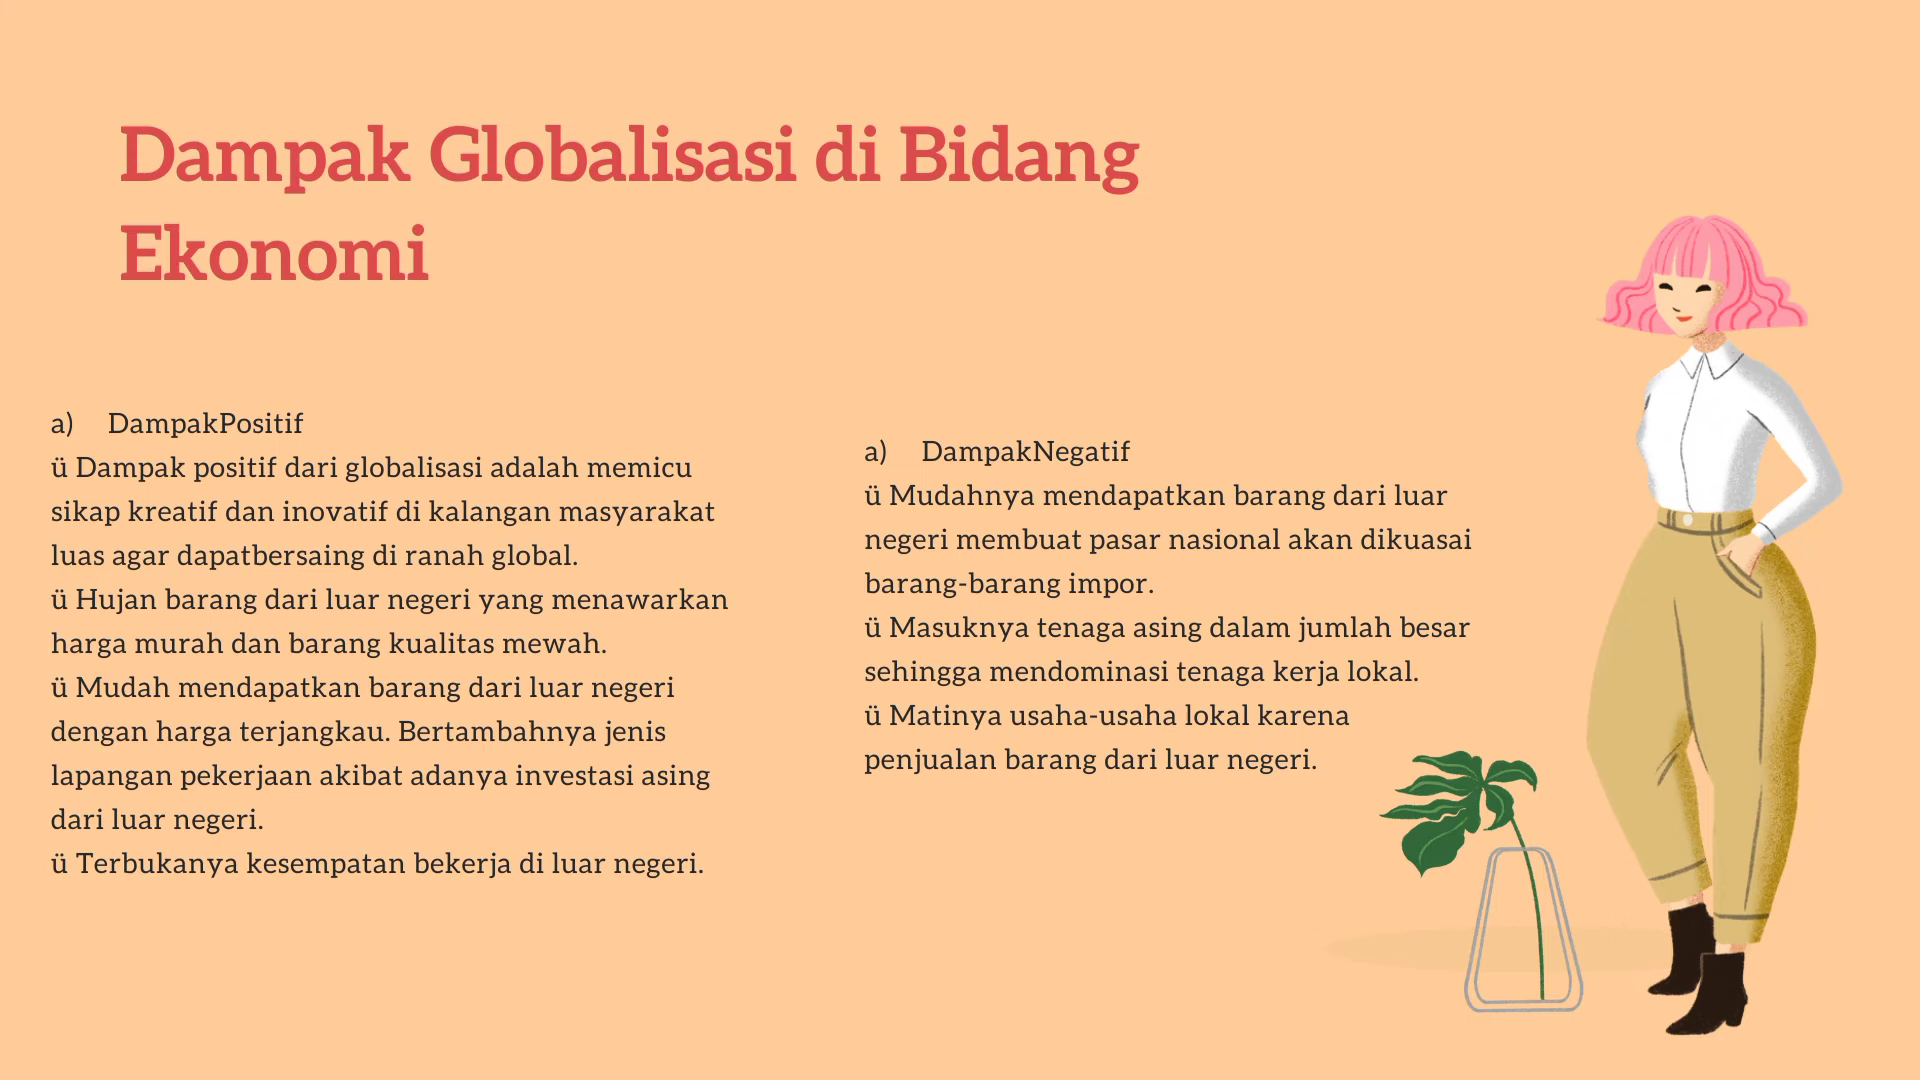 Dampak Globalisasi di Bidang
Ekonomi
a) DampakPositif
ü Dampak positif dari globalisasi adalah memicu
sikap kreatif dan inovatif di kalangan masyarakat
luas agar dapatbersaing di ranah global.
ü Hujan barang dari luar negeri yang menawarkan
harga murah dan barang kualitas mewah.
ü Mudah mendapatkan barang dari luar negeri
dengan harga terjangkau. Bertambahnya jenis
lapangan pekerjaan akibat adanya investasi asing
dari luar negeri.
ü Terbukanya kesempatan bekerja di luar negeri.
a) DampakNegatif
ü Mudahnya mendapatkan barang dari luar
negeri membuat pasar nasional akan dikuasai
barang-barang impor.
ü Masuknya tenaga asing dalam jumlah besar
sehingga mendominasi tenaga kerja lokal.
ü Matinya usaha-usaha lokal karena
penjualan barang dari luar negeri.